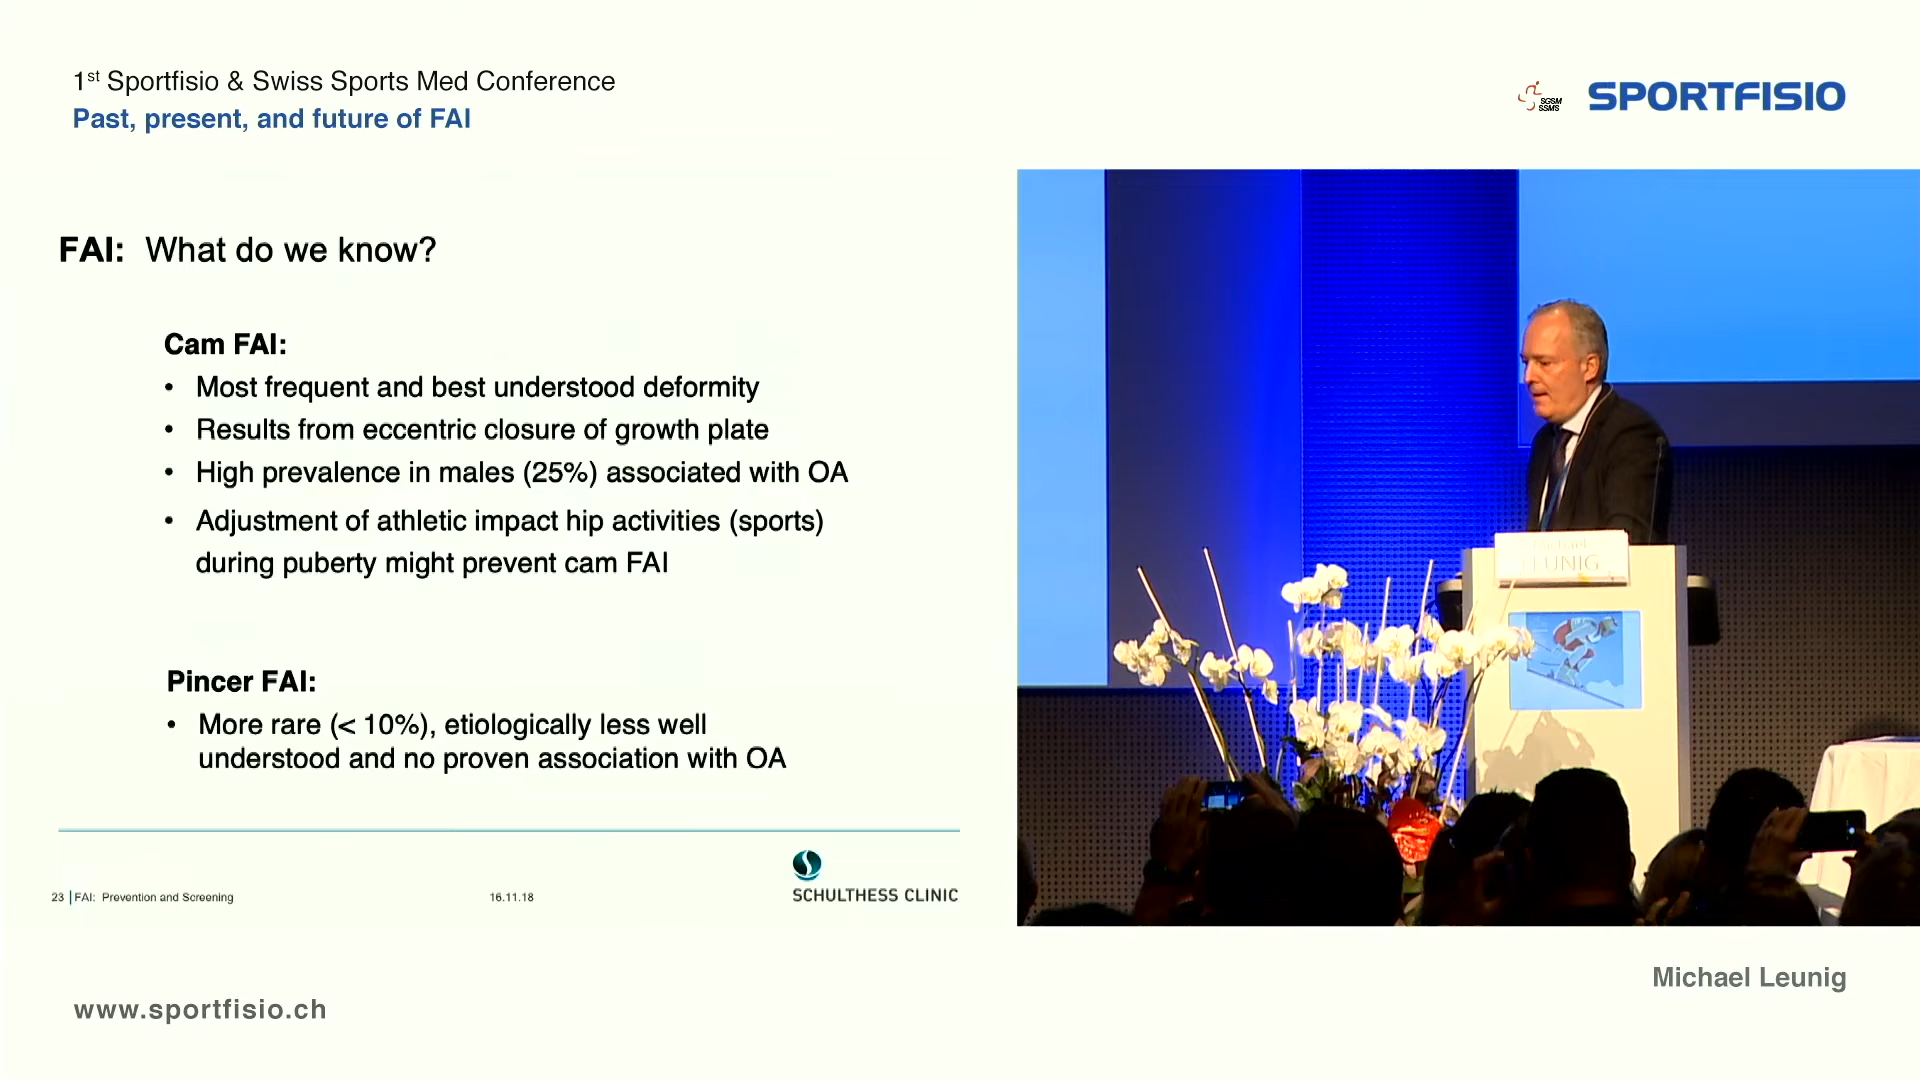 1st Sportfisio & Swiss Sports Med Conference
Past, present, and future of FAI
SGSM
SSMS
SPORTFISIO
FAI: What do we know?
Cam FAI:
• Most frequent and best understood deformity
• Results from eccentric closure of growth plate
• High prevalence in males (25%) associated with OA
• Adjustment of athletic impact hip activities (sports)
during puberty might prevent cam FAI
Pincer FAI:
• More rare (< 10%), etiologically less well
understood and no proven association with OA
23 | FAI: Prevention and Screening
16.11.18
SCHULTHESS CLINIC
Michael
LEUNIG
Michael Leunig
www.sportfisio.ch